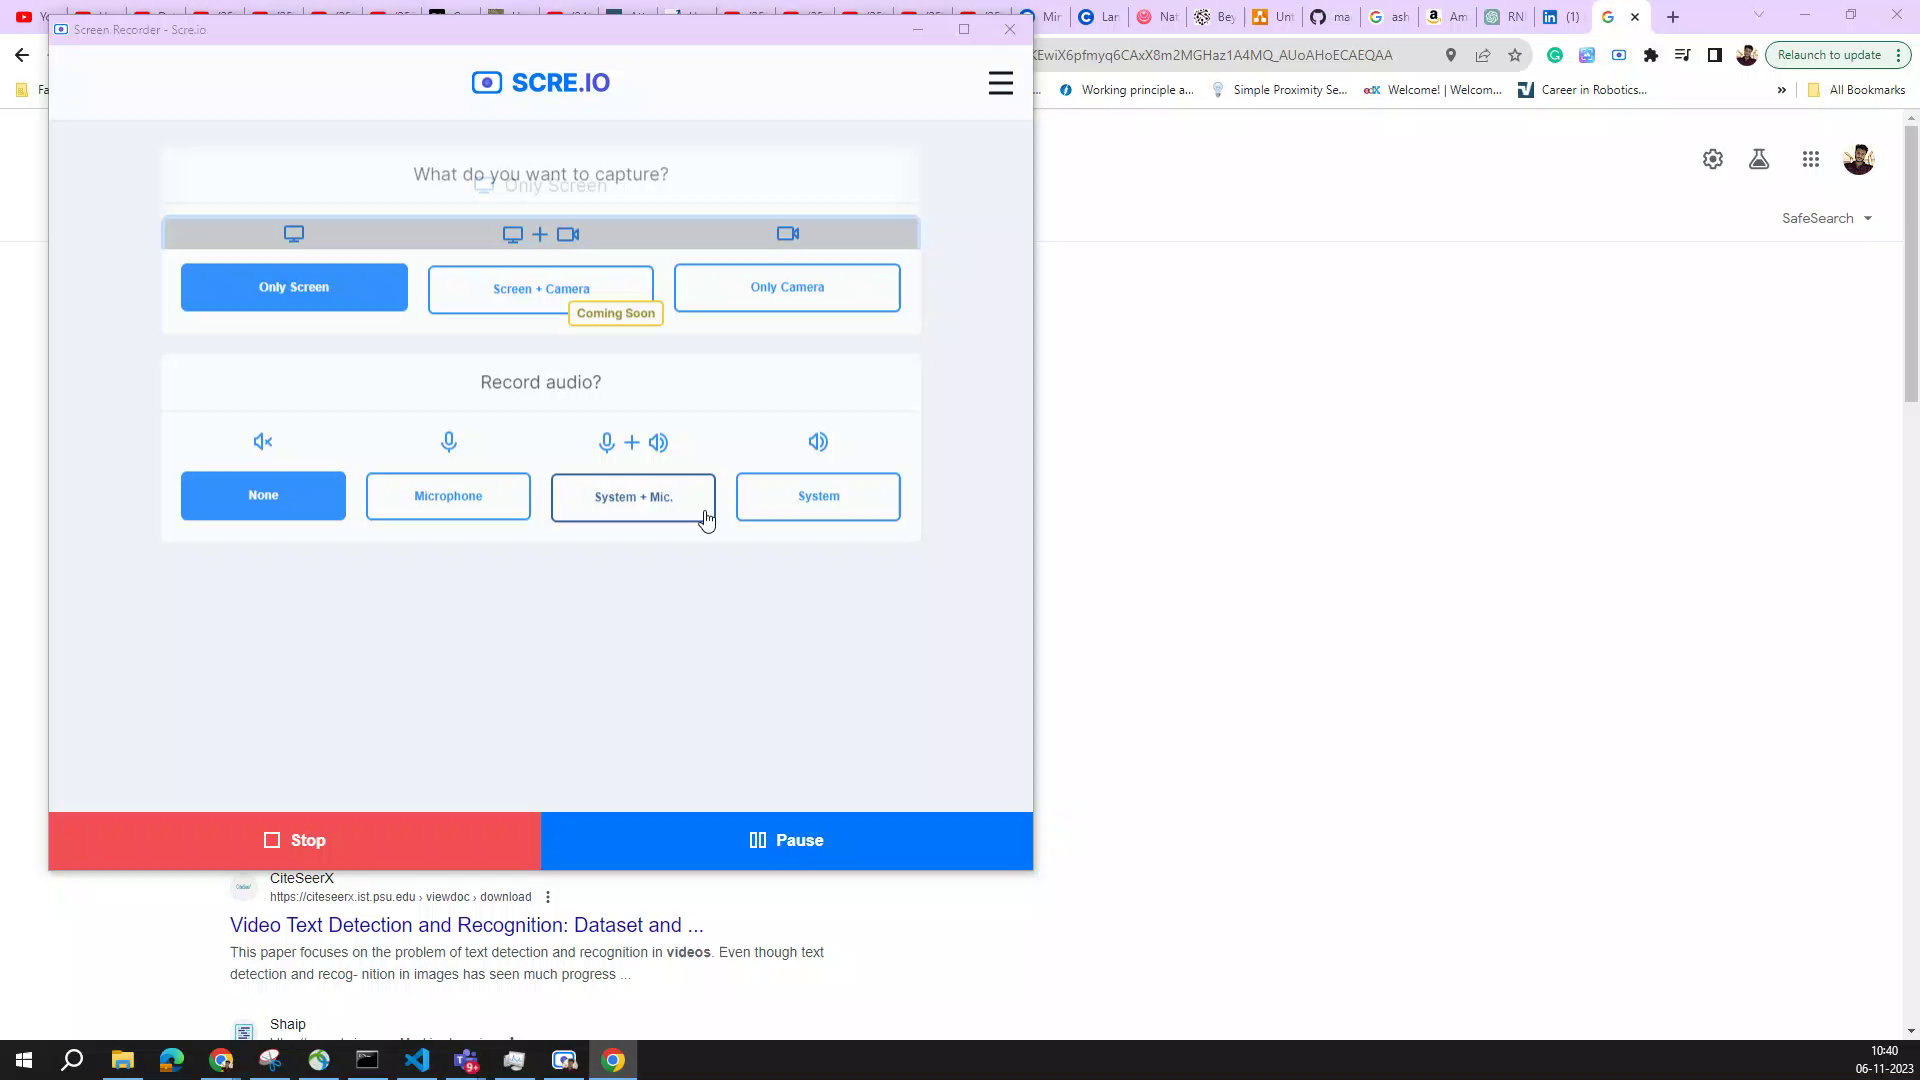 Screen Recorder - Scre.io
Mir
Lar
Nat
Bey
Unt
ma
ash
Am
RN
(1)
KEwiX6pfmyq6CAxX8m2MGHaz1A4MQ_AUoAHoECAEQAA
Relaunch to update
Fa
Working principle a...
Simple Proximity Se...
Welcome! | Welcom...
Career in Robotics...
»
All Bookmarks
SCRE.IO
SafeSearch
What do you want to capture?
Only Screen
Only Screen
Screen + Camera
Only Camera
Coming Soon
Record audio?
None
Microphone
System + Mic.
System
Stop
Pause
CiteSeerX
https://citeseerx.ist.psu.edu › viewdoc › download
Video Text Detection and Recognition: Dataset and ...
This paper focuses on the problem of text detection and recognition in videos. Even though text
detection and recog- nition in images has seen much progress ...
Shaip
9+
10:40
06-11-2023